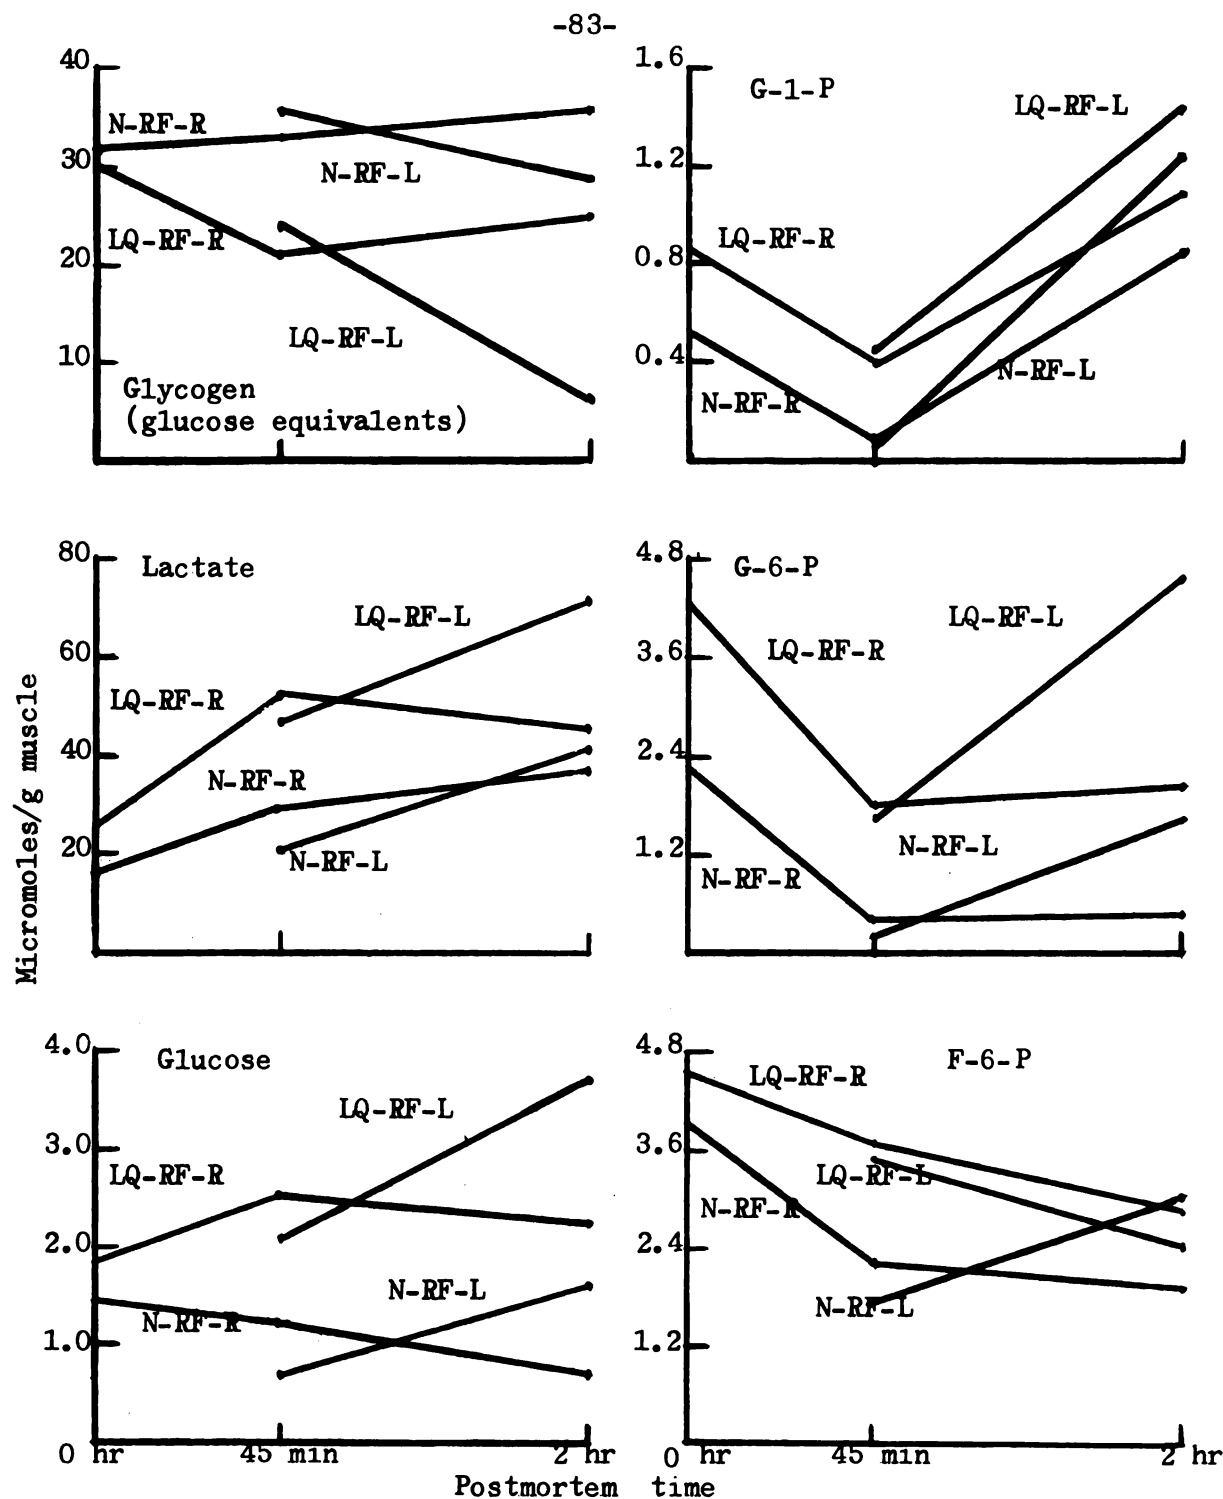 -83-
40
N-RF-R
30
N-RF-L
LQ-RF-R
20
LQ-RF-L
10
Glycogen
(glucose equivalents)
1.6
G-1-P
LQ-RF-L
1.2
LQ-RF-R
0.8
0.4
N-RF-L
N-RF-R
Micromoles/g muscle
80
Lactate
LQ-RF-L
60
LQ-RF-R
40
N-RF-R
20
N-RF-L
4.8
G-6-P
LQ-RF-L
3.6
LQ-RF-R
2.4
N-RF-L
1.2
N-RF-R
4.0
Glucose
LQ-RF-L
3.0
LQ-RF-R
2.0
N-RF-L
N-RF-R
1.0
0 hr 45 min 2 hr
4.8
F-6-P
LQ-RF-R
3.6
LQ-RF-L
N-RF-R
2.4
N-RF-L
1.2
0 hr 45 min 2 hr
Postmortem time